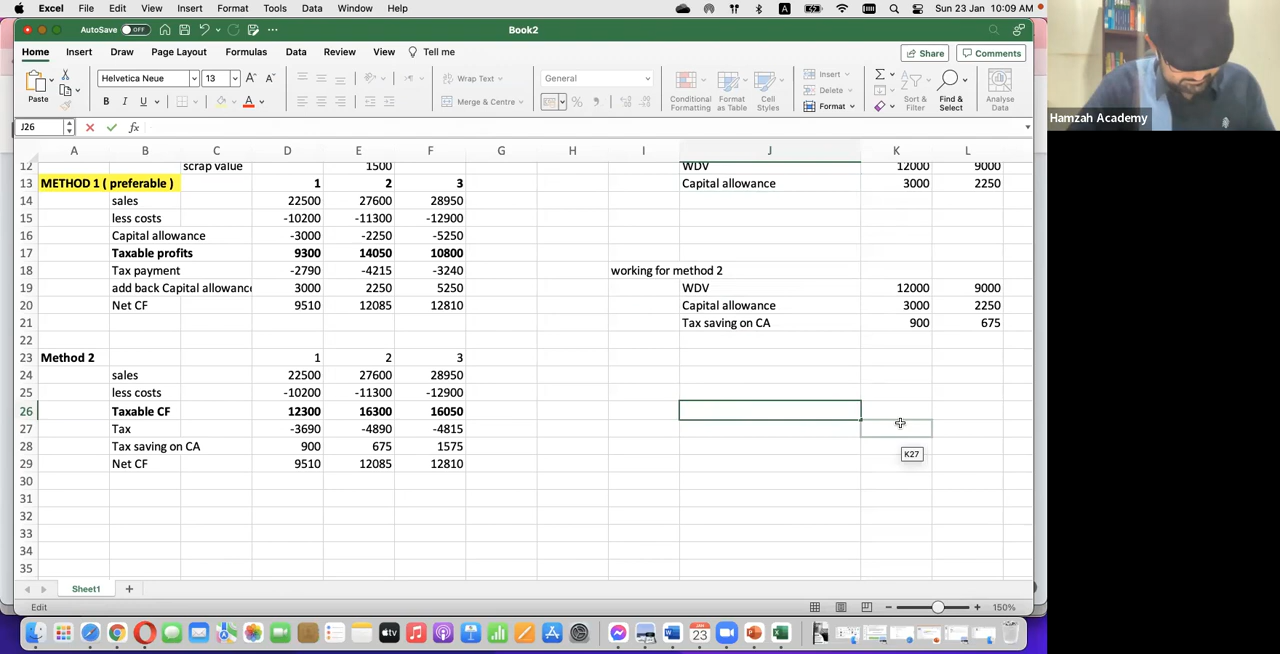 Excel File Edit View Insert Format Tools Data Window Help Sun 23 Jan 10:09 AM
AutoSave OFF Book2
Home Insert Draw Page Layout Formulas Data Review View Tell me Share Comments
Paste Helvetica Neue 13 Wrap Text General Insert Delete Format
B I U A Merge & Centre Conditional Formatting Format as Table Cell Styles Sort & Filter Find & Select Analyse Data
J26 fx
A B C D E F G H I J K L
12 scrap value 1500 WDV 12000 9000
13 METHOD 1 ( preferable ) 1 2 3 Capital allowance 3000 2250
14 sales 22500 27600 28950
15 less costs -10200 -11300 -12900
16 Capital allowance -3000 -2250 -5250
17 Taxable profits 9300 14050 10800
18 Tax payment -2790 -4215 -3240 working for method 2
19 add back Capital allowance 3000 2250 5250 WDV 12000 9000
20 Net CF 9510 12085 12810 Capital allowance 3000 2250
21 Tax saving on CA 900 675
22
23 Method 2 1 2 3
24 sales 22500 27600 28950
25 less costs -10200 -11300 -12900
26 Taxable CF 12300 16300 16050
27 Tax -3690 -4890 -4815
28 Tax saving on CA 900 675 1575
K27
29 Net CF 9510 12085 12810
30
31
32
33
34
35
Sheet1
Edit 150%
Hamzah Academy